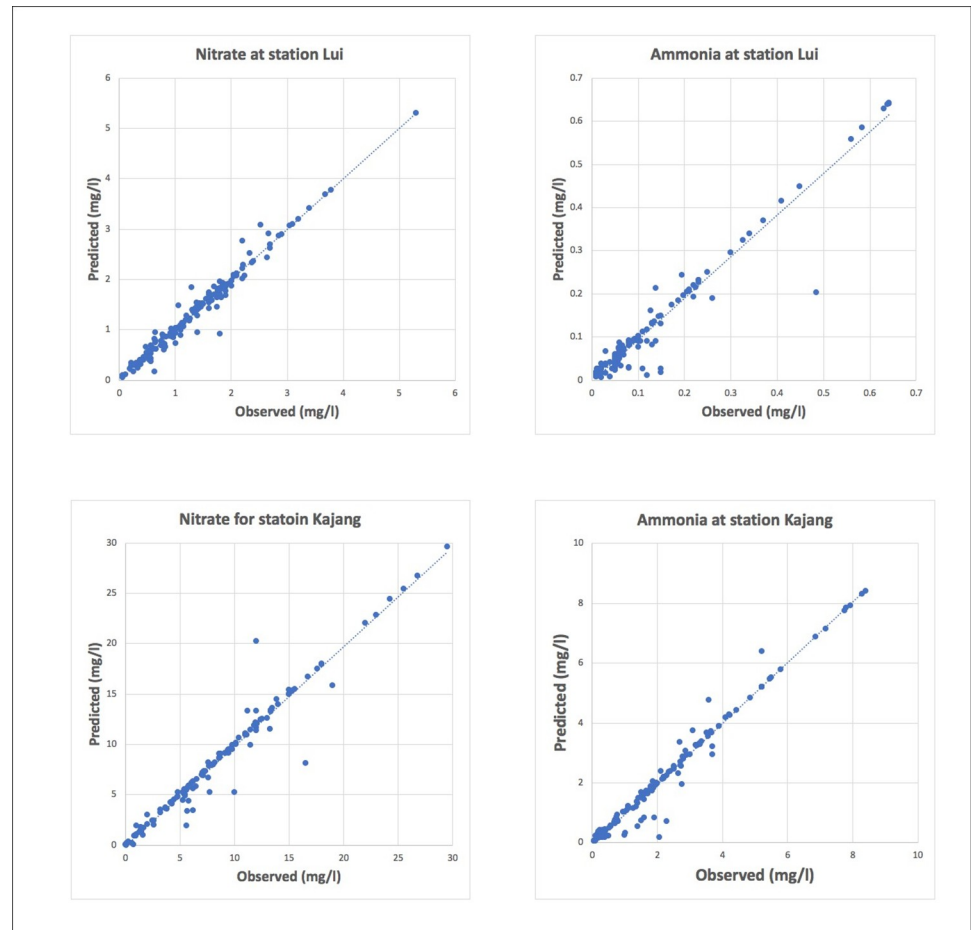 Nitrate at station Lui
6
5
4
3
2
1
0
0 1 2 3 4 5 6
Predicted (mg/l)
Observed (mg/l)
Ammonia at station Lui
0.7
0.6
0.5
0.4
0.3
0.2
0.1
0
0 0.1 0.2 0.3 0.4 0.5 0.6 0.7
Predicted (mg/l)
Observed (mg/l)
Nitrate for statoin Kajang
30
25
20
15
10
5
0
0 5 10 15 20 25 30
Predicted (mg/l)
Observed (mg/l)
Ammonia at station Kajang
10
8
6
4
2
0
0 2 4 6 8 10
Predicted (mg/l)
Observed (mg/l)